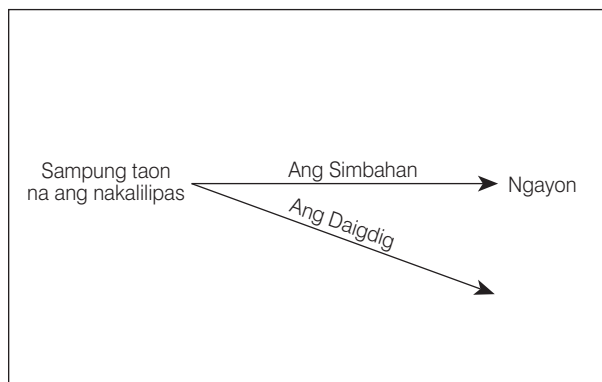 Sampung taon
na ang nakalilipas
Ang Simbahan
Ngayon
Ang Daigdig